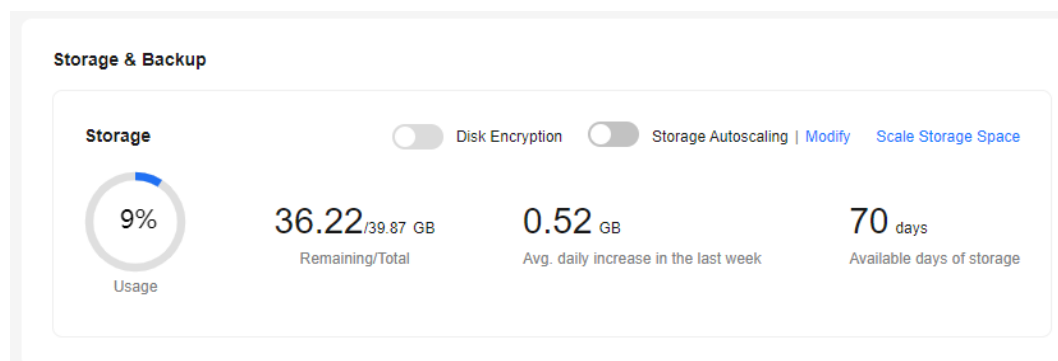 Storage & Backup
Storage
Disk Encryption
Storage Autoscaling | Modify
Scale Storage Space
9%
Usage
36.22/39.87 GB
Remaining/Total
0.52 GB
Avg. daily increase in the last week
70 days
Available days of storage